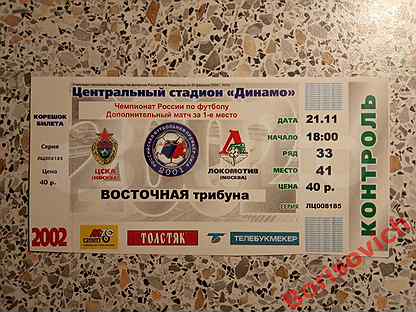 Центральный стадион «Динамо»
Чемпионат России по футболу
Дополнительный матч за 1-е место
КОРЕШОК
БИЛЕТА
Серия
ЛЦ008185
Цена
40 р.
2002
ЦСКА
(МОСКВА)
2001
ЛОКОМОТИВ
(МОСКВА)
ВОСТОЧНАЯ трибуна
ТОЛСТЯК
ТЕЛЕБУКМЕКЕР
ДАТА 21.11
НАЧАЛО 18:00
РЯД 33
МЕСТО 41
ЦЕНА 40 р.
СЕРИЯ ЛЦ008185
КОНТРОЛЬ
Borkovich